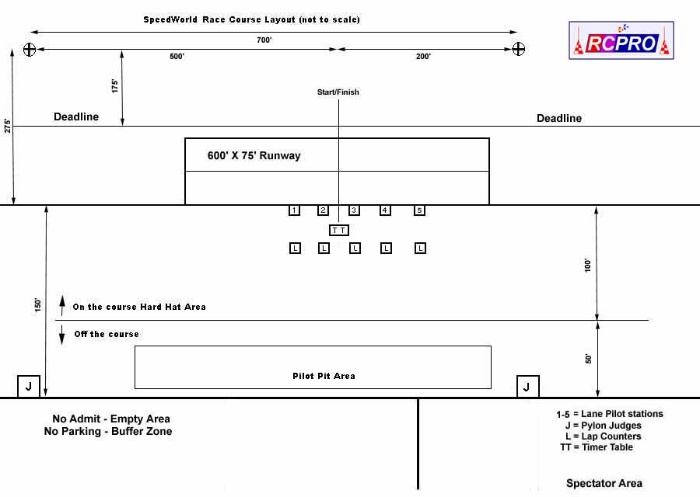 SpeedWorld Race Course Layout (not to scale)
700'
500'
200'
RCPRO
175'
Start/Finish
275'
Deadline
Deadline
600' X 75' Runway
1 2 3 4 5
T T
L L L L L
150'
100'
On the course Hard Hat Area
Off the course
50'
Pilot Pit Area
J
J
No Admit - Empty Area
No Parking - Buffer Zone
1-5 = Lane Pilot stations
J = Pylon Judges
L = Lap Counters
TT = Timer Table
Spectator Area